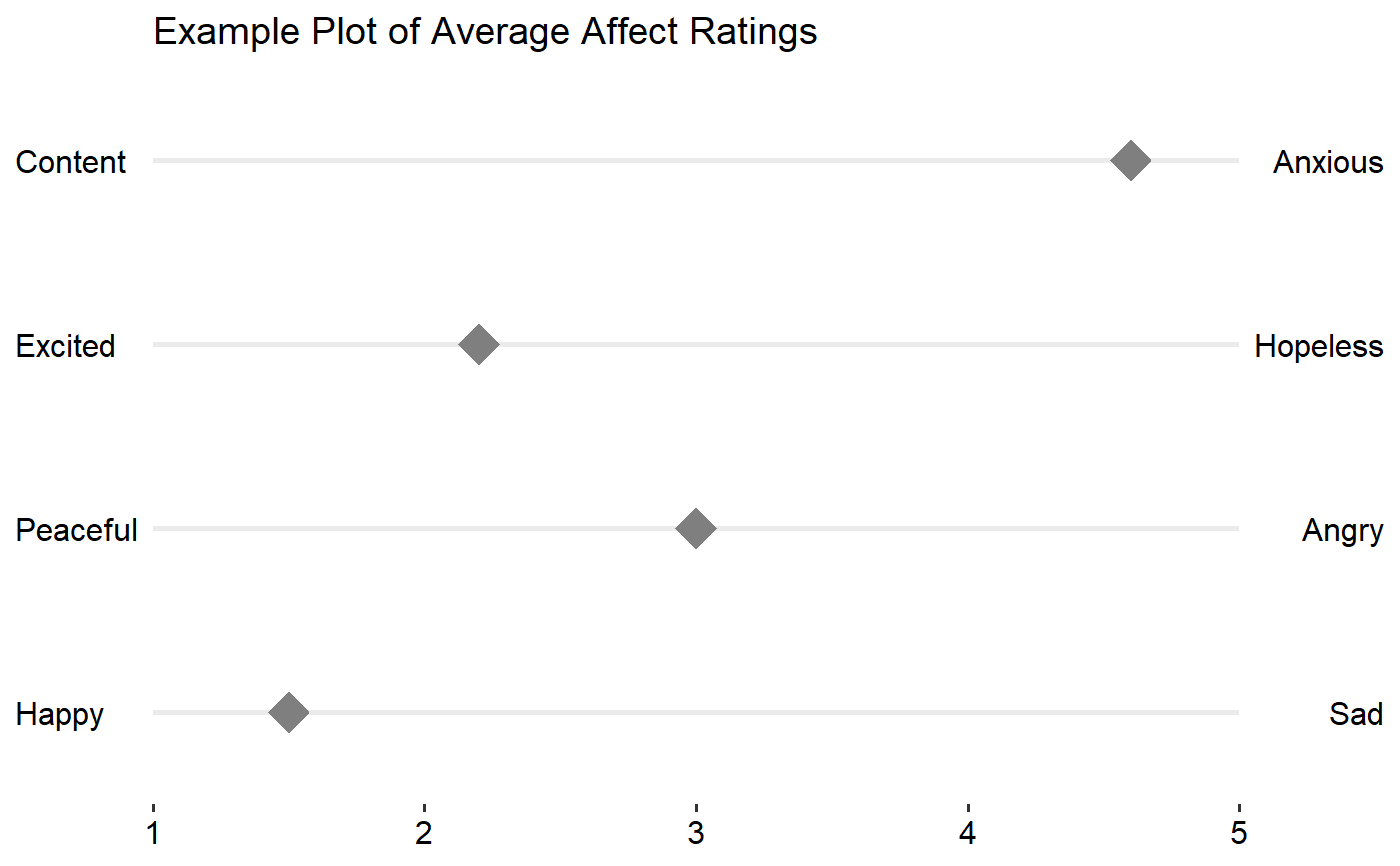 Example Plot of Average Affect Ratings
Content Anxious
Excited Hopeless
Peaceful Angry
Happy Sad
1 2 3 4 5